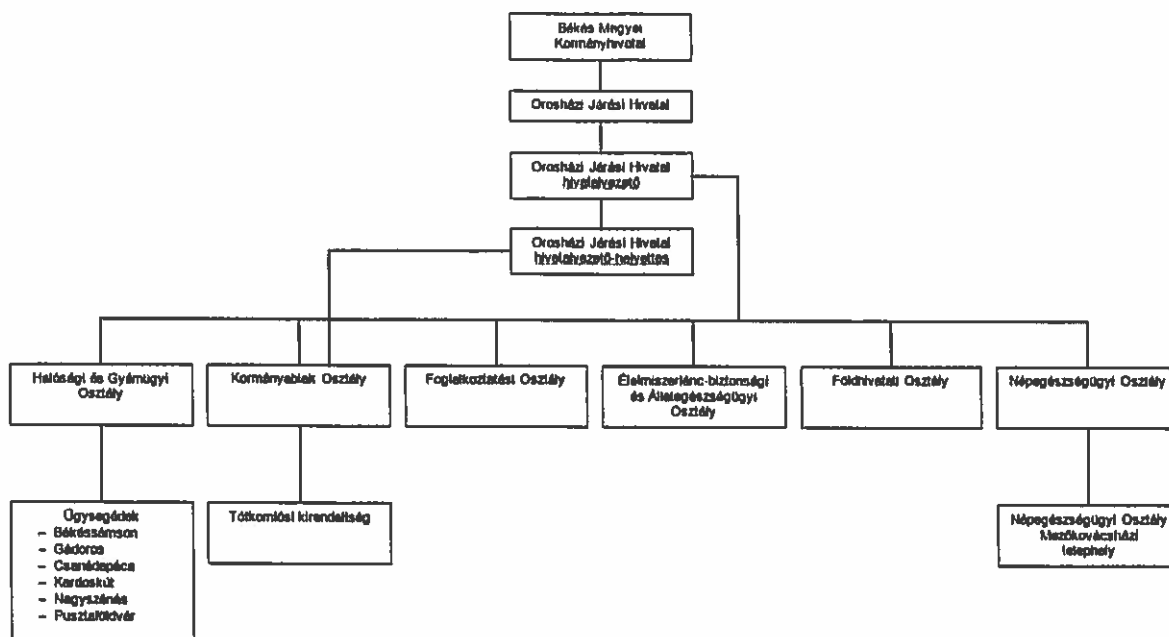 Békés Megyei
Kormányhivatal
Orosházi Járási Hivatal
Orosházi Járási Hivatal
hivatalvezető
Orosházi Járási Hivatal
hivatalvezető-helyettes
Hatósági és Gyámügyi
Osztály
Kormányablak Osztály
Foglalkoztatási Osztály
Élelmiszerlánc-biztonsági
és Állategészségügyi
Osztály
Földhivatali Osztály
Népegészségügyi Osztály
Ügysegédek
– Békéssámson
– Gádoros
– Csanádapáca
– Kardoskút
– Nagyszénás
– Pusztaföldvár
Tótkomlósi kirendeltség
Népegészségügyi Osztály
Mezőkovácsházi
telephely